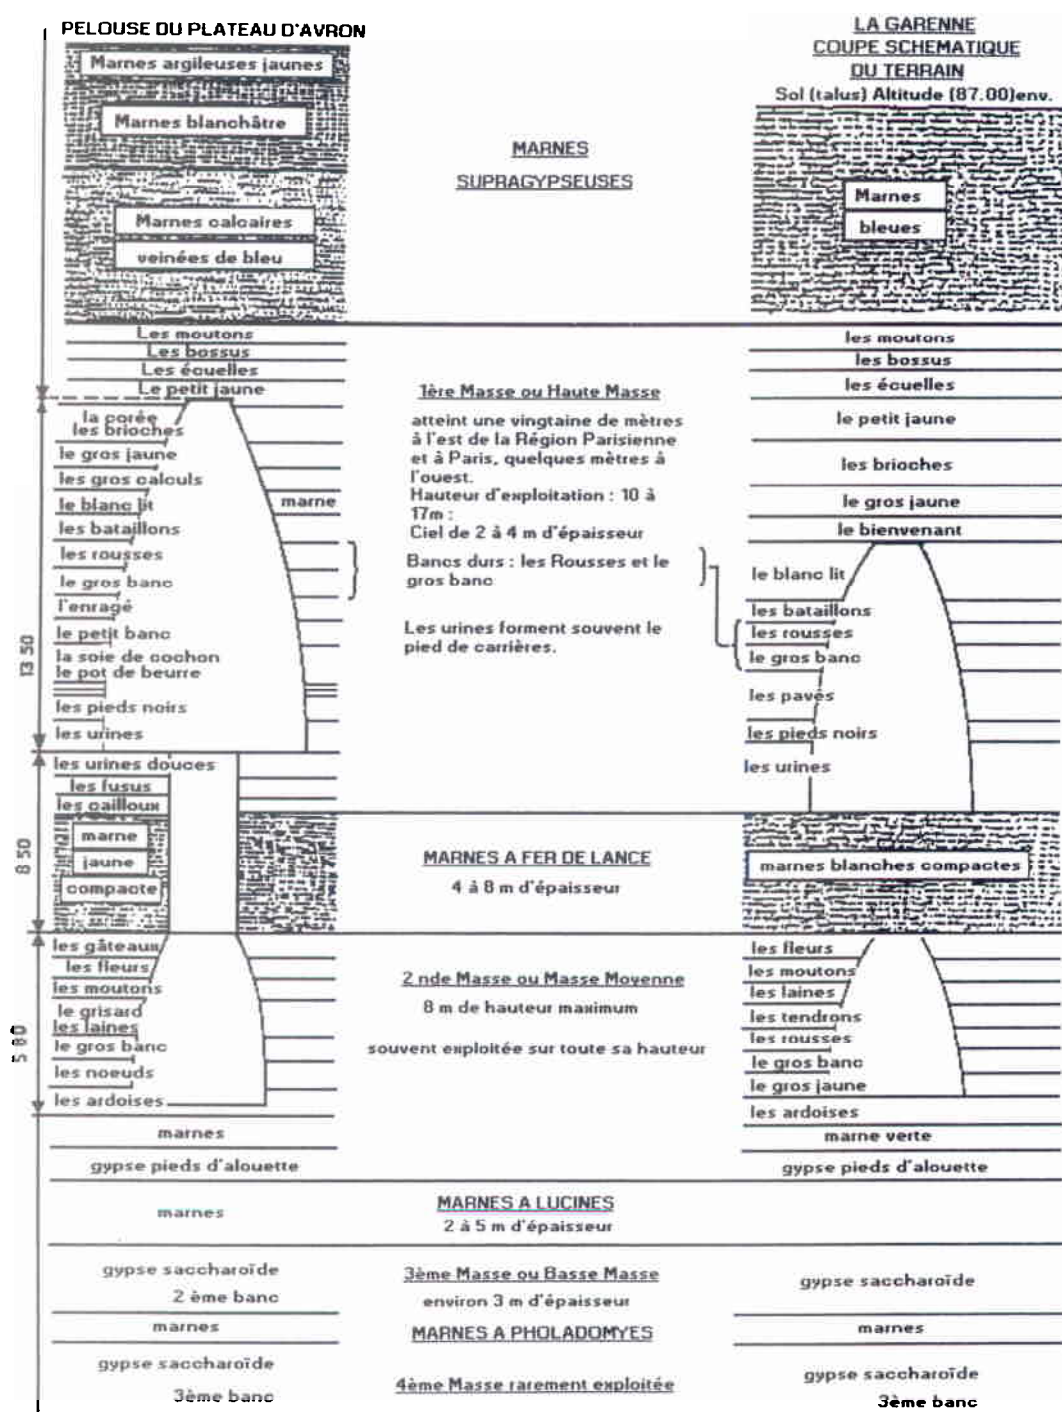 PELOUSE DU PLATEAU D'AVRON
Marnes argileuses jaunes
Marnes blanchâtre
Marnes calcaires
veinées de bleu
Les moutons
Les bossus
Les écuelles
Le petit jaune
la corée
les brioches
le gros jaune
les gros calculs
le blanc lit
les bataillons
les rousses
le gros banc
l'enragé
le petit banc
la soie de cochon
le pot de beurre
les pieds noirs
les urines
marne
les urines douces
les fusus
les cailloux
marne
jaune
compacte
les gâteaux
les fleurs
les moutons
le grisard
les laines
le gros banc
les noeuds
les ardoises
marnes
gypse pieds d'alouette
marnes
gypse saccharoïde
2 ème banc
marnes
gypse saccharoïde
3ème banc
13 50
8 50
5 80
MARNES
SUPRAGYPSEUSES
1ère Masse ou Haute Masse
atteint une vingtaine de mètres
à l'est de la Région Parisienne
et à Paris, quelques mètres à
l'ouest.
Hauteur d'exploitation : 10 à
17m :
Ciel de 2 à 4 m d'épaisseur
Bancs durs : les Rousses et le
gros banc
Les urines forment souvent le
pied de carrières.
MARNES A FER DE LANCE
4 à 8 m d'épaisseur
2 nde Masse ou Masse Moyenne
8 m de hauteur maximum
souvent exploitée sur toute sa hauteur
MARNES A LUCINES
2 à 5 m d'épaisseur
3ème Masse ou Basse Masse
environ 3 m d'épaisseur
MARNES A PHOLADOMYES
4ème Masse rarement exploitée
LA GARENNE
COUPE SCHEMATIQUE
DU TERRAIN
Sol (talus) Altitude (87.00)env.
Marnes
bleues
les moutons
les bossus
les écuelles
le petit jaune
les brioches
le gros jaune
le bienvenant
le blanc lit
les bataillons
les rousses
le gros banc
les pavés
les pieds noirs
les urines
marnes blanches compactes
les fleurs
les moutons
les laines
les tendrons
les rousses
le gros banc
le gros jaune
les ardoises
marne verte
gypse pieds d'alouette
gypse saccharoïde
marnes
gypse saccharoïde
3ème banc